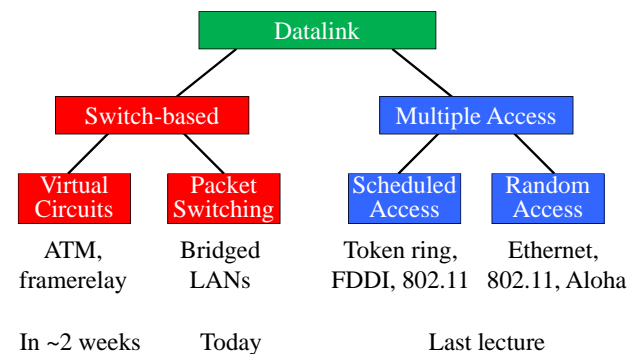 Datalink
Switch-based
Multiple Access
Virtual
Circuits
Packet
Switching
Scheduled
Access
Random
Access
ATM,
framerelay
Bridged
LANs
Token ring,
FDDI, 802.11
Ethernet,
802.11, Aloha
In ~2 weeks
Today
Last lecture